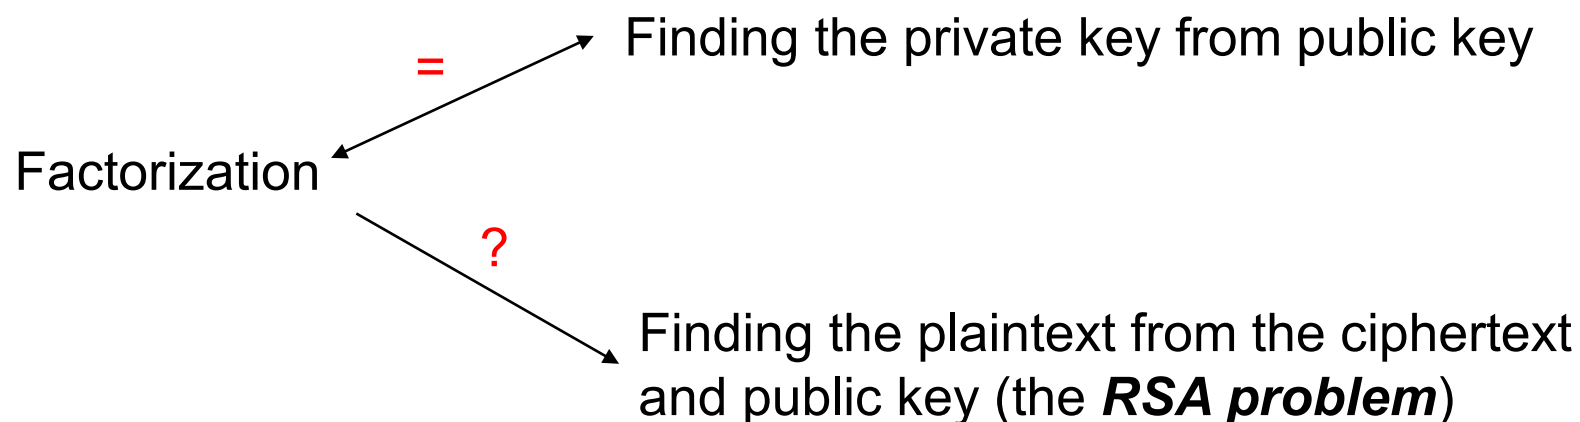 Finding the private key from public key
=
Factorization
?
Finding the plaintext from the ciphertext
and public key (the RSA problem)